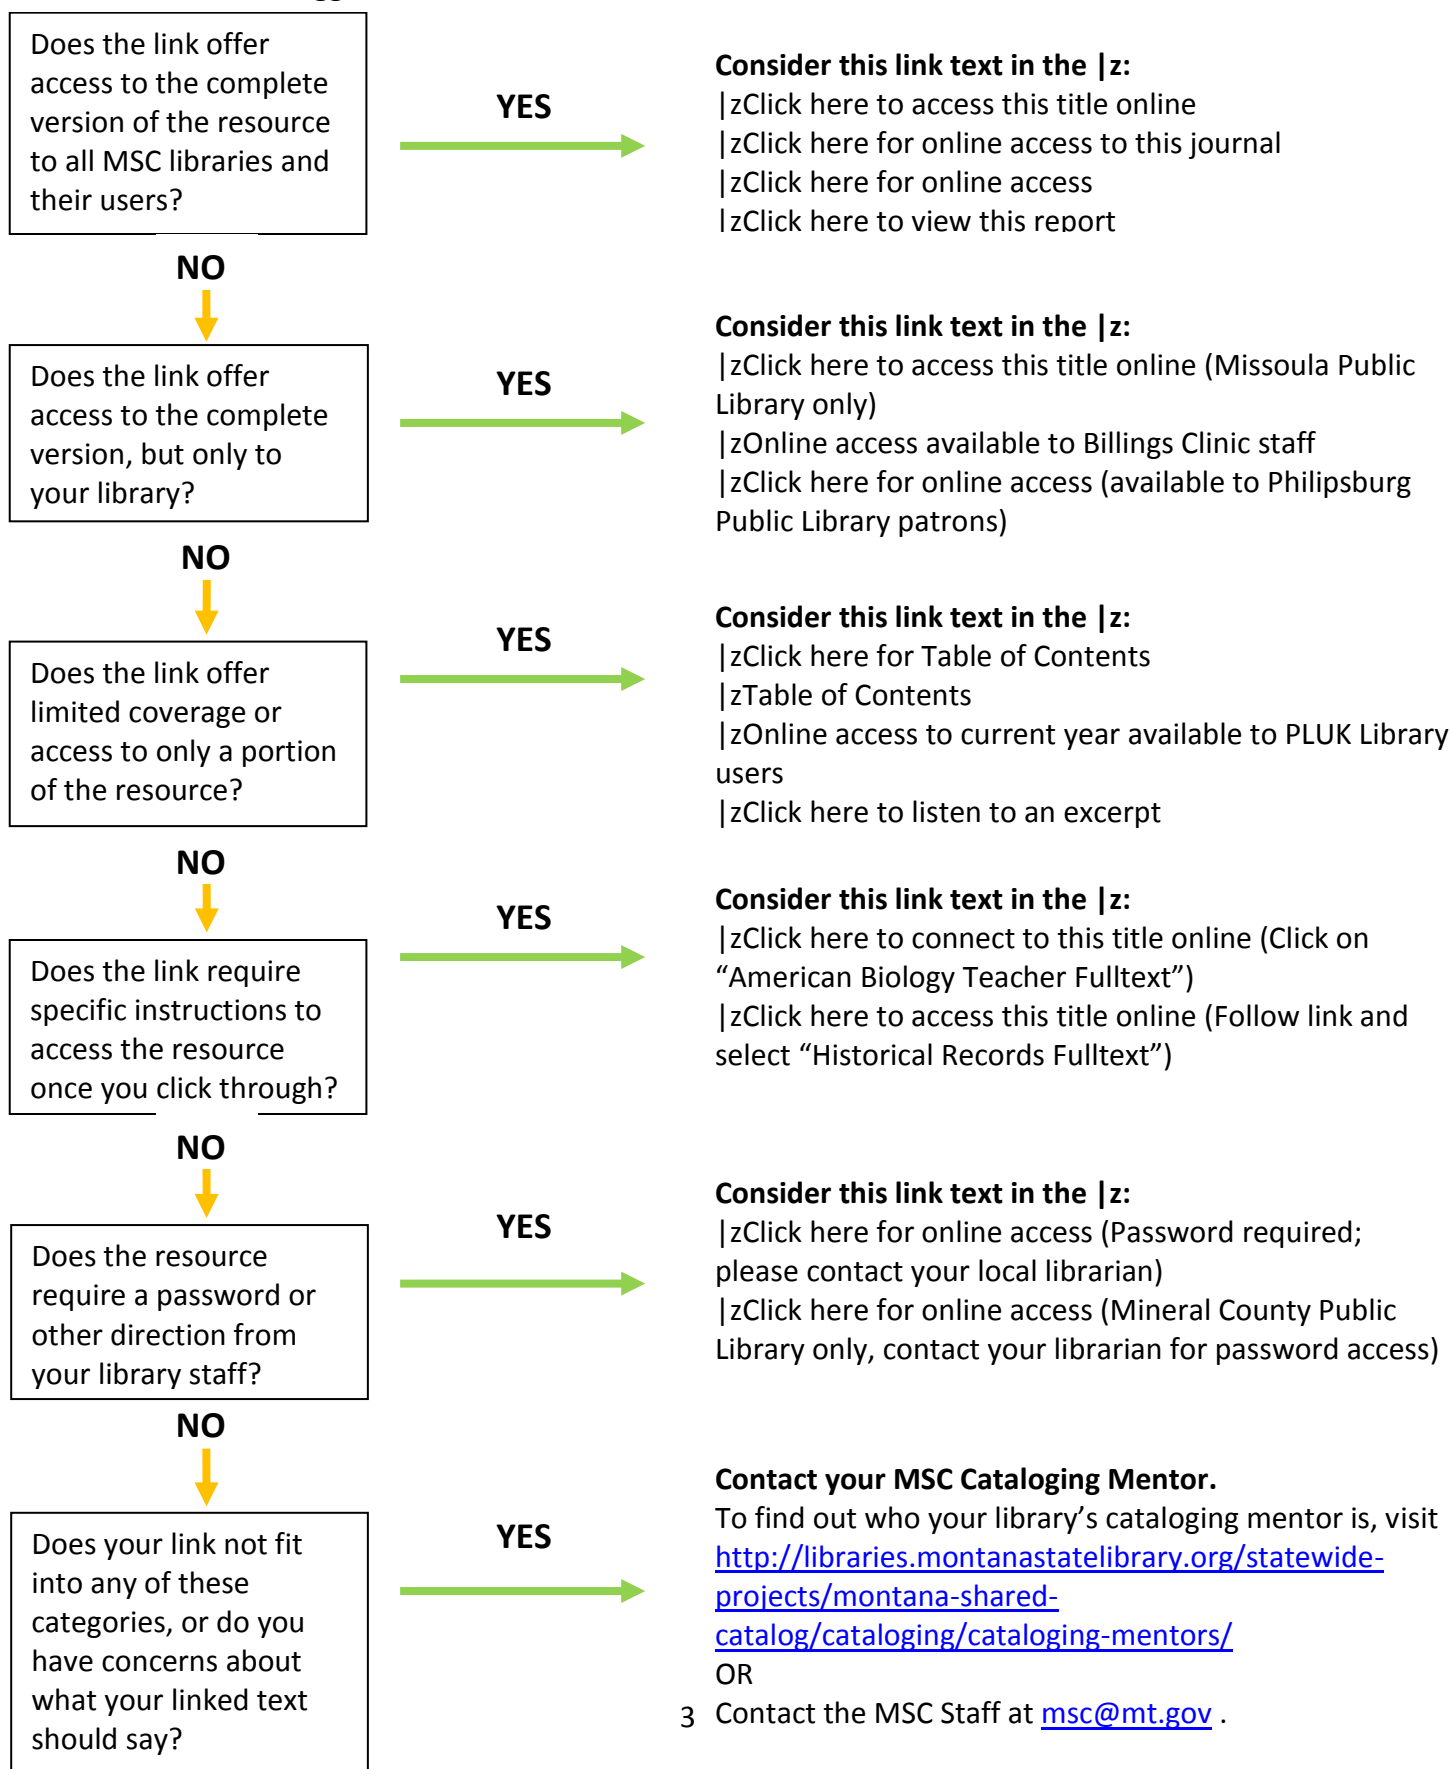 Does the link offer
access to the complete
version of the resource
to all MSC libraries and
their users?
YES
Consider this link text in the |z:
|zClick here to access this title online
|zClick here for online access to this journal
|zClick here for online access
|zClick here to view this report
NO
Does the link offer
access to the complete
version, but only to
your library?
YES
Consider this link text in the |z:
|zClick here to access this title online (Missoula Public
Library only)
|zOnline access available to Billings Clinic staff
|zClick here for online access (available to Philipsburg
Public Library patrons)
NO
Does the link offer
limited coverage or
access to only a portion
of the resource?
YES
Consider this link text in the |z:
|zClick here for Table of Contents
|zTable of Contents
|zOnline access to current year available to PLUK Library
users
|zClick here to listen to an excerpt
NO
Does the link require
specific instructions to
access the resource
once you click through?
YES
Consider this link text in the |z:
|zClick here to connect to this title online (Click on
“American Biology Teacher Fulltext”)
|zClick here to access this title online (Follow link and
select “Historical Records Fulltext”)
NO
Does the resource
require a password or
other direction from
your library staff?
YES
Consider this link text in the |z:
|zClick here for online access (Password required;
please contact your local librarian)
|zClick here for online access (Mineral County Public
Library only, contact your librarian for password access)
NO
Does your link not fit
into any of these
categories, or do you
have concerns about
what your linked text
should say?
YES
Contact your MSC Cataloging Mentor.
To find out who your library’s cataloging mentor is, visit
http://libraries.montanastatelibrary.org/statewide-
projects/montana-shared-
catalog/cataloging/cataloging-mentors/
OR
Contact the MSC Staff at msc@mt.gov .
3